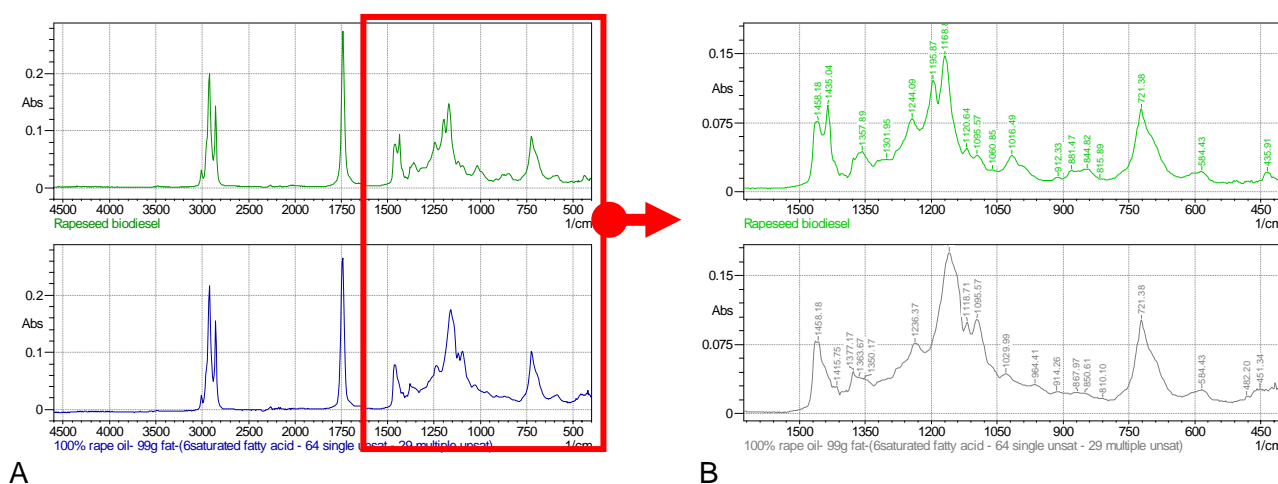 0.2
Abs
0.1
0
4500 4000 3500 3000 2500 2000 1750 1500 1250 1000 750 500
Rapeseed biodiesel
1/cm
0.2
Abs
0.1
0
4500 4000 3500 3000 2500 2000 1750 1500 1250 1000 750 500
100% rape oil- 99g fat-(6saturated fatty acid - 64 single unsat - 29 multiple unsat)
1/cm
A
0.15
Abs
0.075
0
1458.18
1435.04
1357.89
1301.95
1244.09
1195.87
1120.64
1095.57
1060.85
1016.49
912.33
881.47
844.82
815.89
721.38
584.43
435.91
1500 1350 1200 1050 900 750 600 450
Rapeseed biodiesel
1/cm
0.15
Abs
0.075
0
1458.18
1415.75
1377.17
1363.67
1350.17
1236.37
1118.71
1095.57
1029.99
964.41
914.26
867.97
850.61
810.10
721.38
584.43
482.20
451.34
1500 1350 1200 1050 900 750 600 450
100% rape oil- 99g fat-(6saturated fatty acid - 64 single unsat - 29 multiple unsat)
1/cm
B